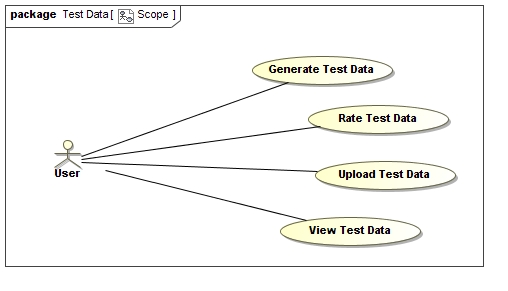 package Test Data [ Scope ]
Generate Test Data
Rate Test Data
User
Upload Test Data
View Test Data